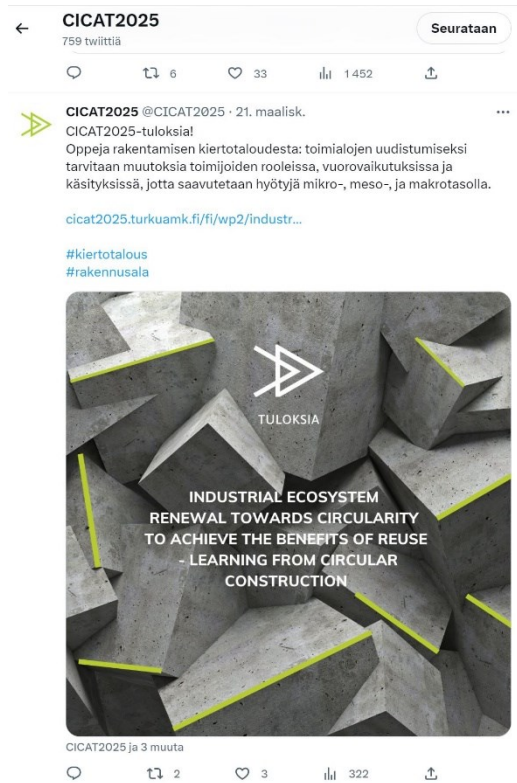 CICAT2025
759 twiittiä
Seurataan
6 33 1 452
CICAT2025 @CICAT2025 · 21. maalisk.
CICAT2025-tuloksia!
Oppeja rakentamisen kiertotaloudesta: toimialojen uudistumiseksi
tarvitaan muutoksia toimijoiden rooleissa, vuorovaikutuksissa ja
käsityksissä, jotta saavutetaan hyötyjä mikro-, meso-, ja makrotasolla.
cicat2025.turkuamk.fi/fi/wp2/industr...
#kiertotalous
#rakennusala
TULOKSIA
INDUSTRIAL ECOSYSTEM
RENEWAL TOWARDS CIRCULARITY
TO ACHIEVE THE BENEFITS OF REUSE
- LEARNING FROM CIRCULAR
CONSTRUCTION
CICAT2025 ja 3 muuta
2 3 322